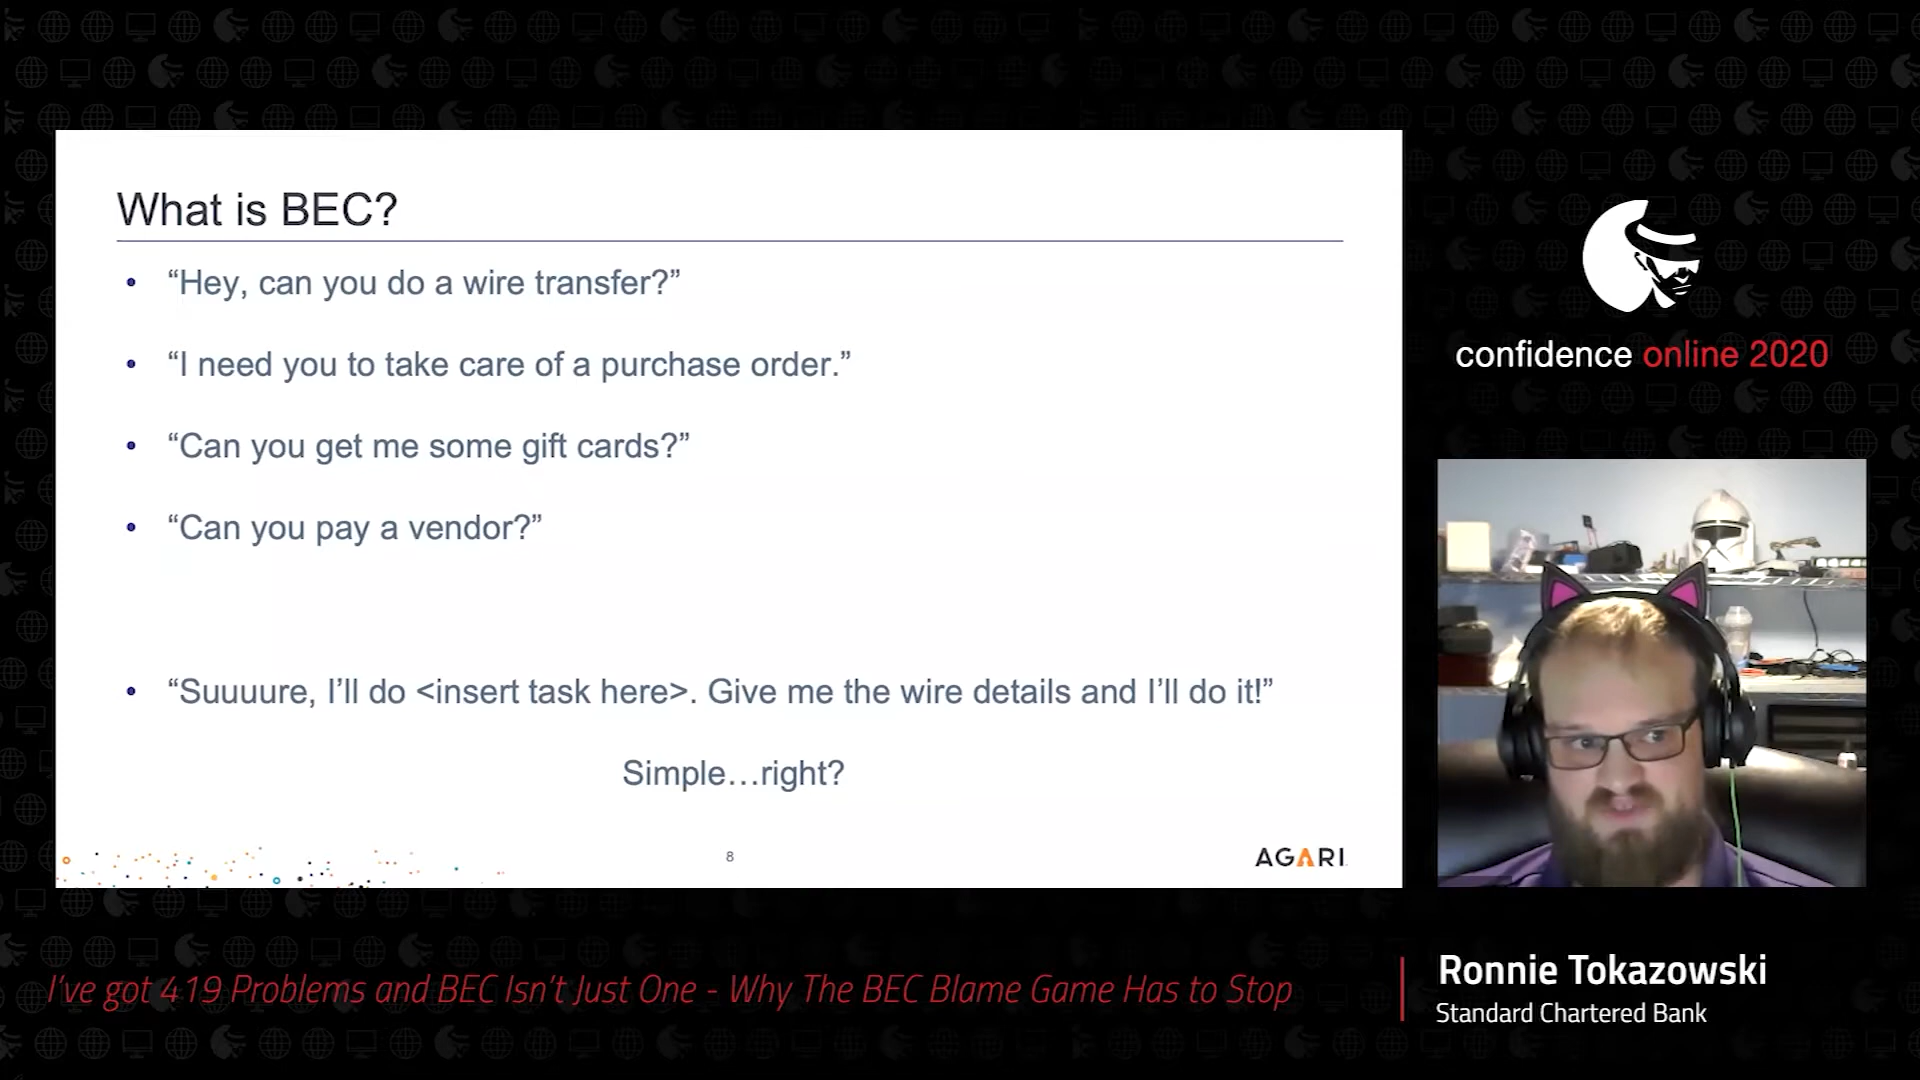 What is BEC?
• “Hey, can you do a wire transfer?”
• “I need you to take care of a purchase order.”
• “Can you get me some gift cards?”
• “Can you pay a vendor?”
• “Suuuure, I’ll do <insert task here>. Give me the wire details and I’ll do it!”
Simple…right?
8
AGARI
confidence online 2020
I’ve got 419 Problems and BEC Isn’t Just One - Why The BEC Blame Game Has to Stop
Ronnie Tokazowski
Standard Chartered Bank